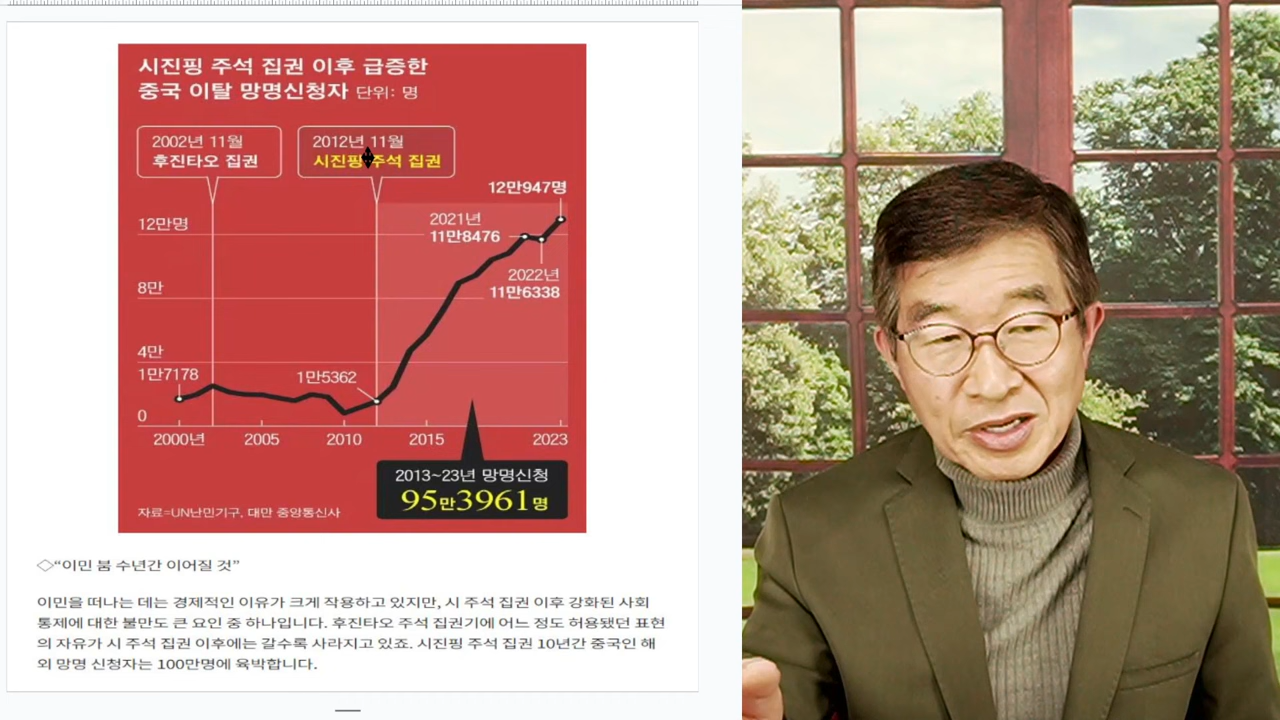 시진핑 주석 집권 이후 급증한
중국 이탈 망명신청자 단위: 명
2002년 11월
후진타오 집권
2012년 11월
시진핑 주석 집권
12만947명
12만명
2021년
11만8476
2022년
11만6338
8만
4만
1만7178
1만5362
0
2000년 2005 2010 2015 2023
2013~23년 망명신청
95만3961명
자료=UN난민기구, 대만 중앙통신사
◇“이민 붐 수년간 이어질 것”
이민을 떠나는 데는 경제적인 이유가 크게 작용하고 있지만, 시 주석 집권 이후 강화된 사회
통제에 대한 불만도 큰 요인 중 하나입니다. 후진타오 주석 집권기에 어느 정도 허용됐던 표현
의 자유가 시 주석 집권 이후에는 갈수록 사라지고 있죠. 시진핑 주석 집권 10년간 중국인 해
외 망명 신청자는 100만명에 육박합니다.